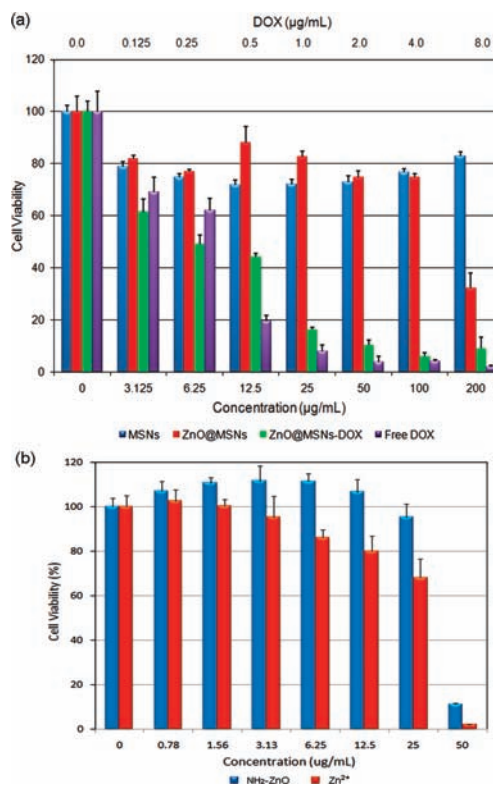 (a)
DOX (µg/mL)
0.0 0.125 0.25 0.5 1.0 2.0 4.0 8.0
120
100
80
60
40
20
0
Cell Viability
0 3.125 6.25 12.5 25 50 100 200
Concentration (µg/mL)
MSNs ZnO@MSNs ZnO@MSNs-DOX Free DOX
(b)
120
100
80
60
40
20
0
Cell Viability (%)
0 0.78 1.56 3.13 6.25 12.5 25 50
Concentration (ug/mL)
NH₂-ZnO Zn²⁺